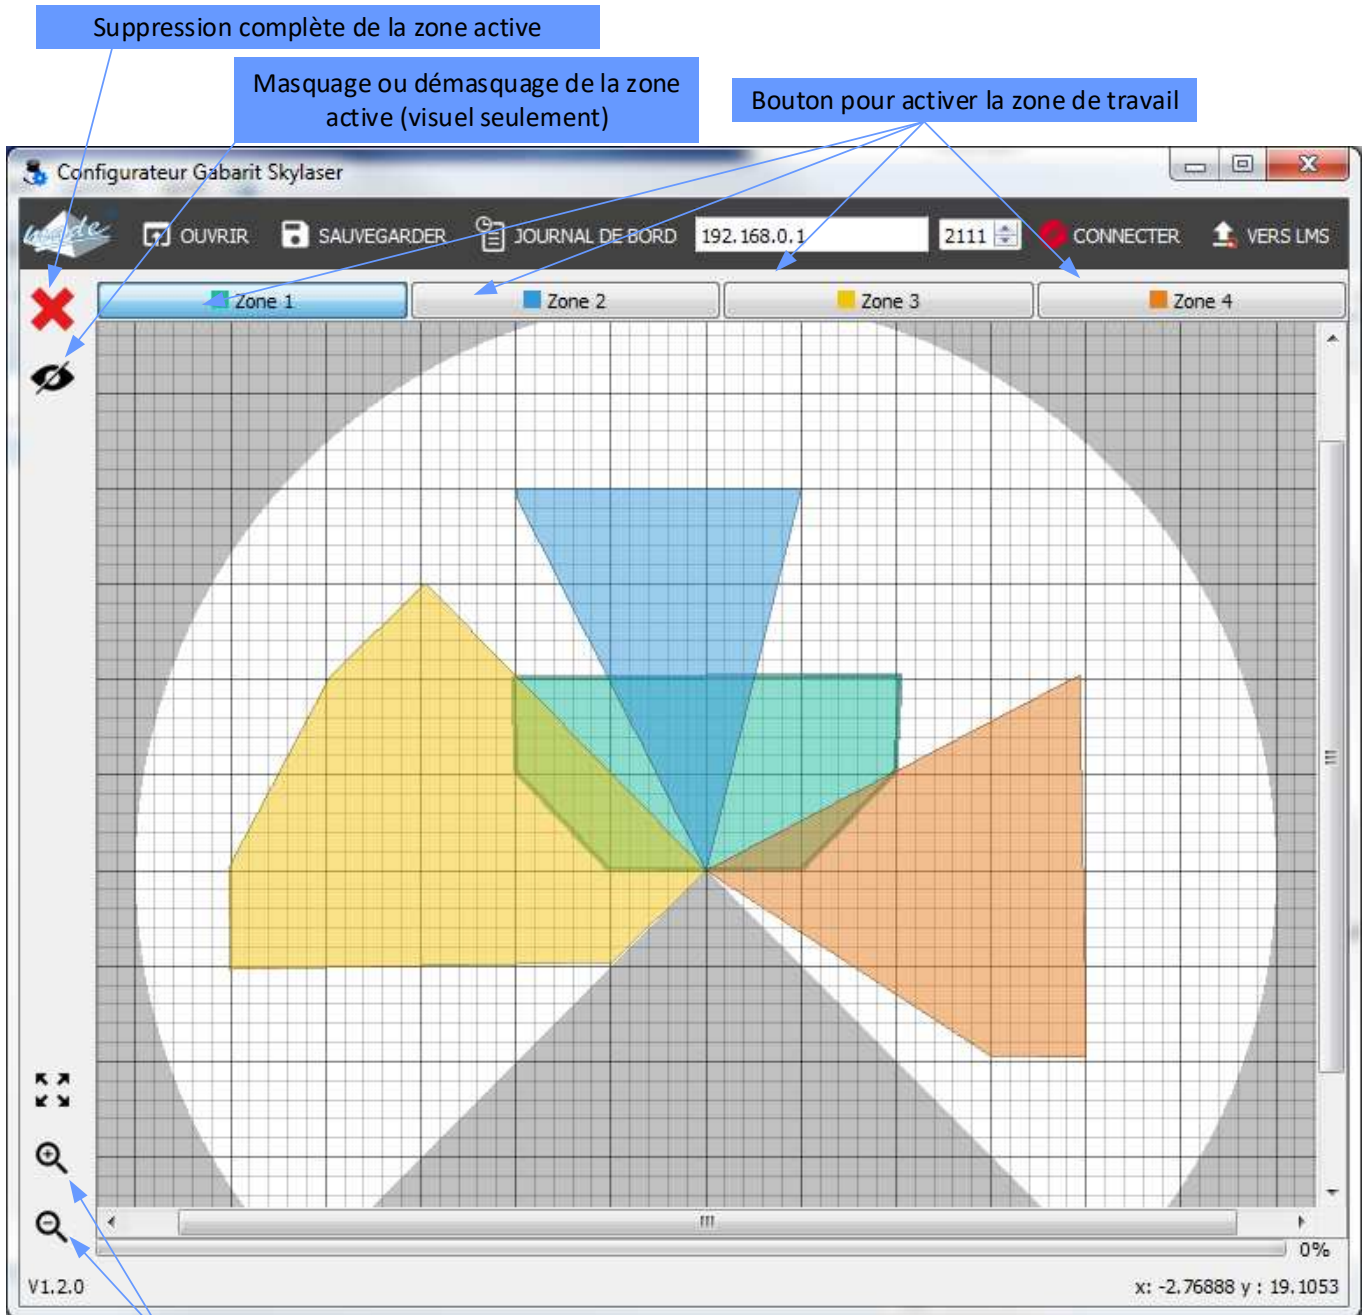 Suppression complète de la zone active
Masquage ou démasquage de la zone
active (visuel seulement)
Bouton pour activer la zone de travail
Configurateur Gabarit Skylaser
OUVRIR SAUVEGARDER JOURNAL DE BORD 192.168.0.1 2111 CONNECTER VERS LMS
Zone 1 Zone 2 Zone 3 Zone 4
0%
V1.2.0 x: -2.76888 y : 19.1053